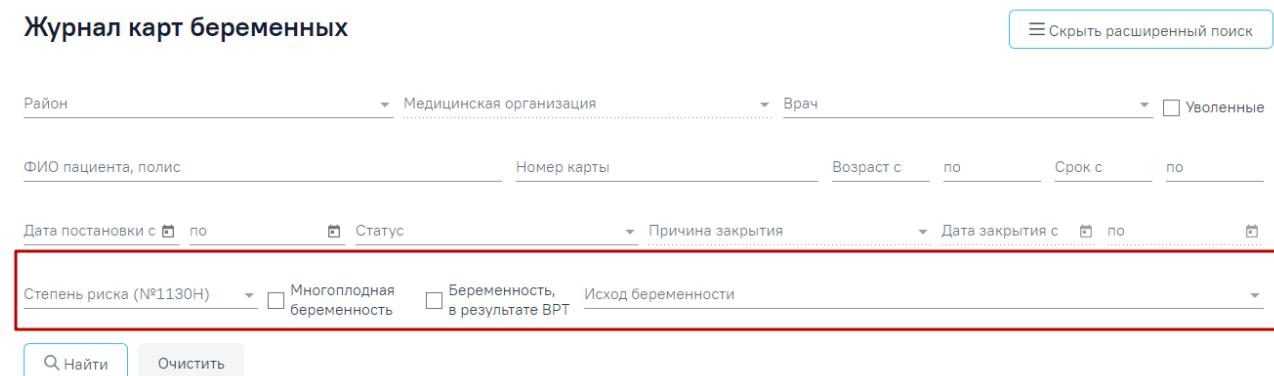 Журнал карт беременных
Скрыть расширенный поиск
Район Медицинская организация Врач Уволенные
ФИО пациента, полис Номер карты Возраст с по Срок с по
Дата постановки с по Статус Причина закрытия Дата закрытия с по
Степень риска (№1130Н) Многоплодная беременность Беременность, в результате ВРТ Исход беременности
Найти Очистить